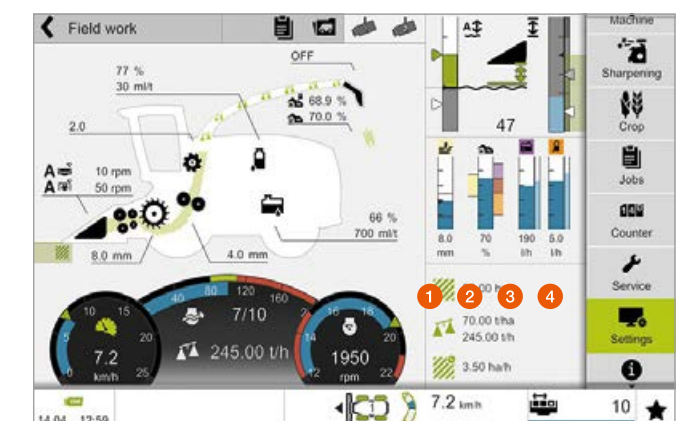 Field work
Machine
OFF
77 %
30 ml/t
68.9 %
70.0 %
2.0
A
Sharpening
47
Crop
A 10 rpm
A 50 rpm
Jobs
66 %
700 ml/t
8.0 mm
4.0 mm
8.0 70 190 5.0
mm % l/h l/h
Counter
1 2 3 4
Service
40 80 120 160
7/10
245.00 t/h
70.00 t/ha
245.00 t/h
Settings
0 5 10 15 20 25
7.2
km/h
12 14 16 18 20 22
1950
rpm
3.50 ha/h
14.04. 12:59
1
7.2 km/h
10